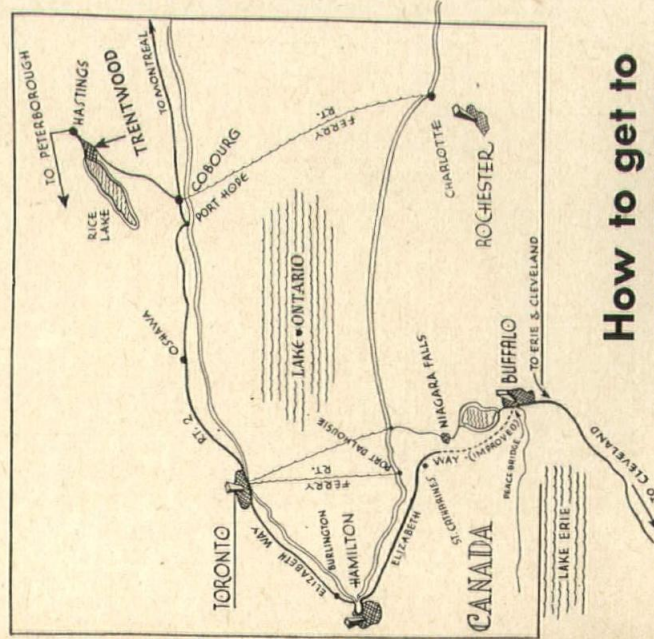 TO PETERBOROUGH
HASTINGS
TRENTWOOD
TO MONTREAL
RICE
LAKE
COBOURG
PORT HOPE
OSHAWA
RT. 2
FERRY
RT.
CHARLOTTE
ROCHESTER
LAKE ONTARIO
TORONTO
ELIZABETH WAY
BURLINGTON
HAMILTON
FERRY
RT.
PORT DALHOUSIE
NIAGARA FALLS
ELIZABETH
WAY (IMPROVED)
ST. CATHARINES
PEACE BRIDGE
BUFFALO
TO ERIE & CLEVELAND
CANADA
LAKE ERIE
TO CLEVELAND
How to get to